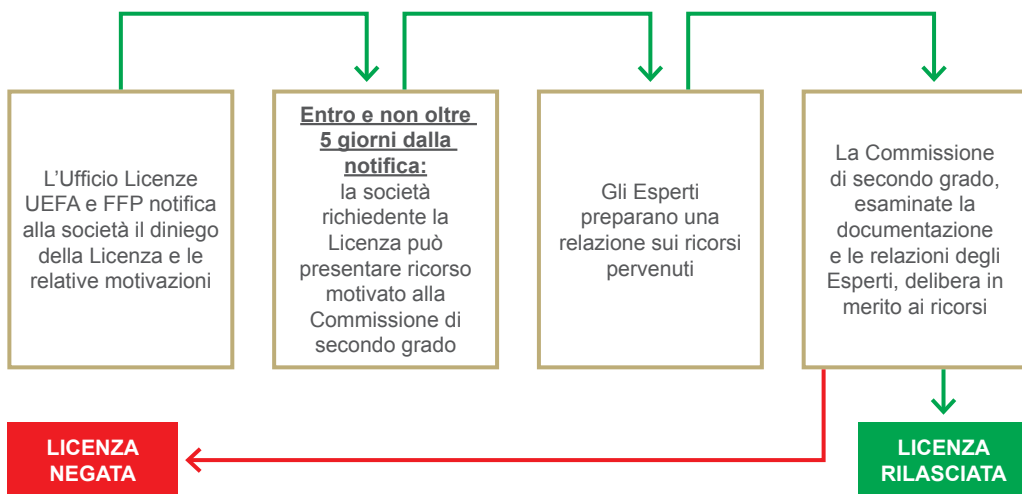 L’Ufficio Licenze
UEFA e FFP notifica
alla società il diniego
della Licenza e le
relative motivazioni
Entro e non oltre
5 giorni dalla
notifica:
la società
richiedente la
Licenza può
presentare ricorso
motivato alla
Commissione di
secondo grado
Gli Esperti
preparano una
relazione sui ricorsi
pervenuti
La Commissione
di secondo grado,
esaminate la
documentazione
e le relazioni degli
Esperti, delibera in
merito ai ricorsi
LICENZA
NEGATA
LICENZA
RILASCIATA